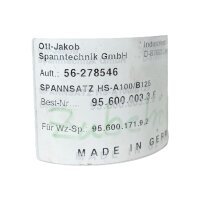 Ott-Jakob
Spanntechnik GmbH
Auft.: 56-278546
SPANNSATZ HS-A100/B125
Best-Nr. 95.600.003.3.6
Für Wz-Sp. 95.600.171.9.2
MADE IN